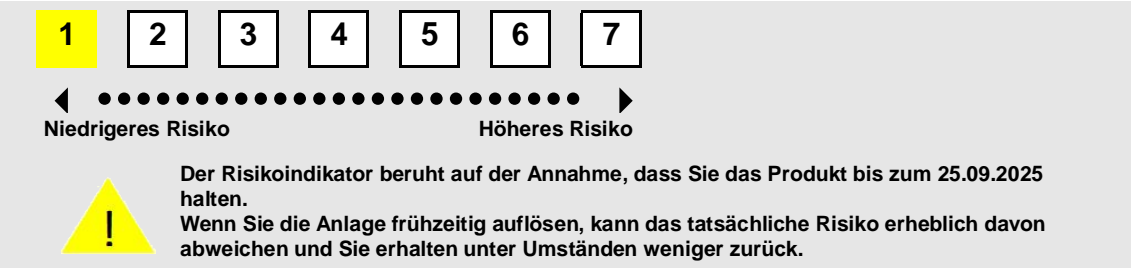 1 2 3 4 5 6 7
Niedrigeres Risiko Höheres Risiko
Der Risikoindikator beruht auf der Annahme, dass Sie das Produkt bis zum 25.09.2025
halten.
Wenn Sie die Anlage frühzeitig auflösen, kann das tatsächliche Risiko erheblich davon
abweichen und Sie erhalten unter Umständen weniger zurück.
!